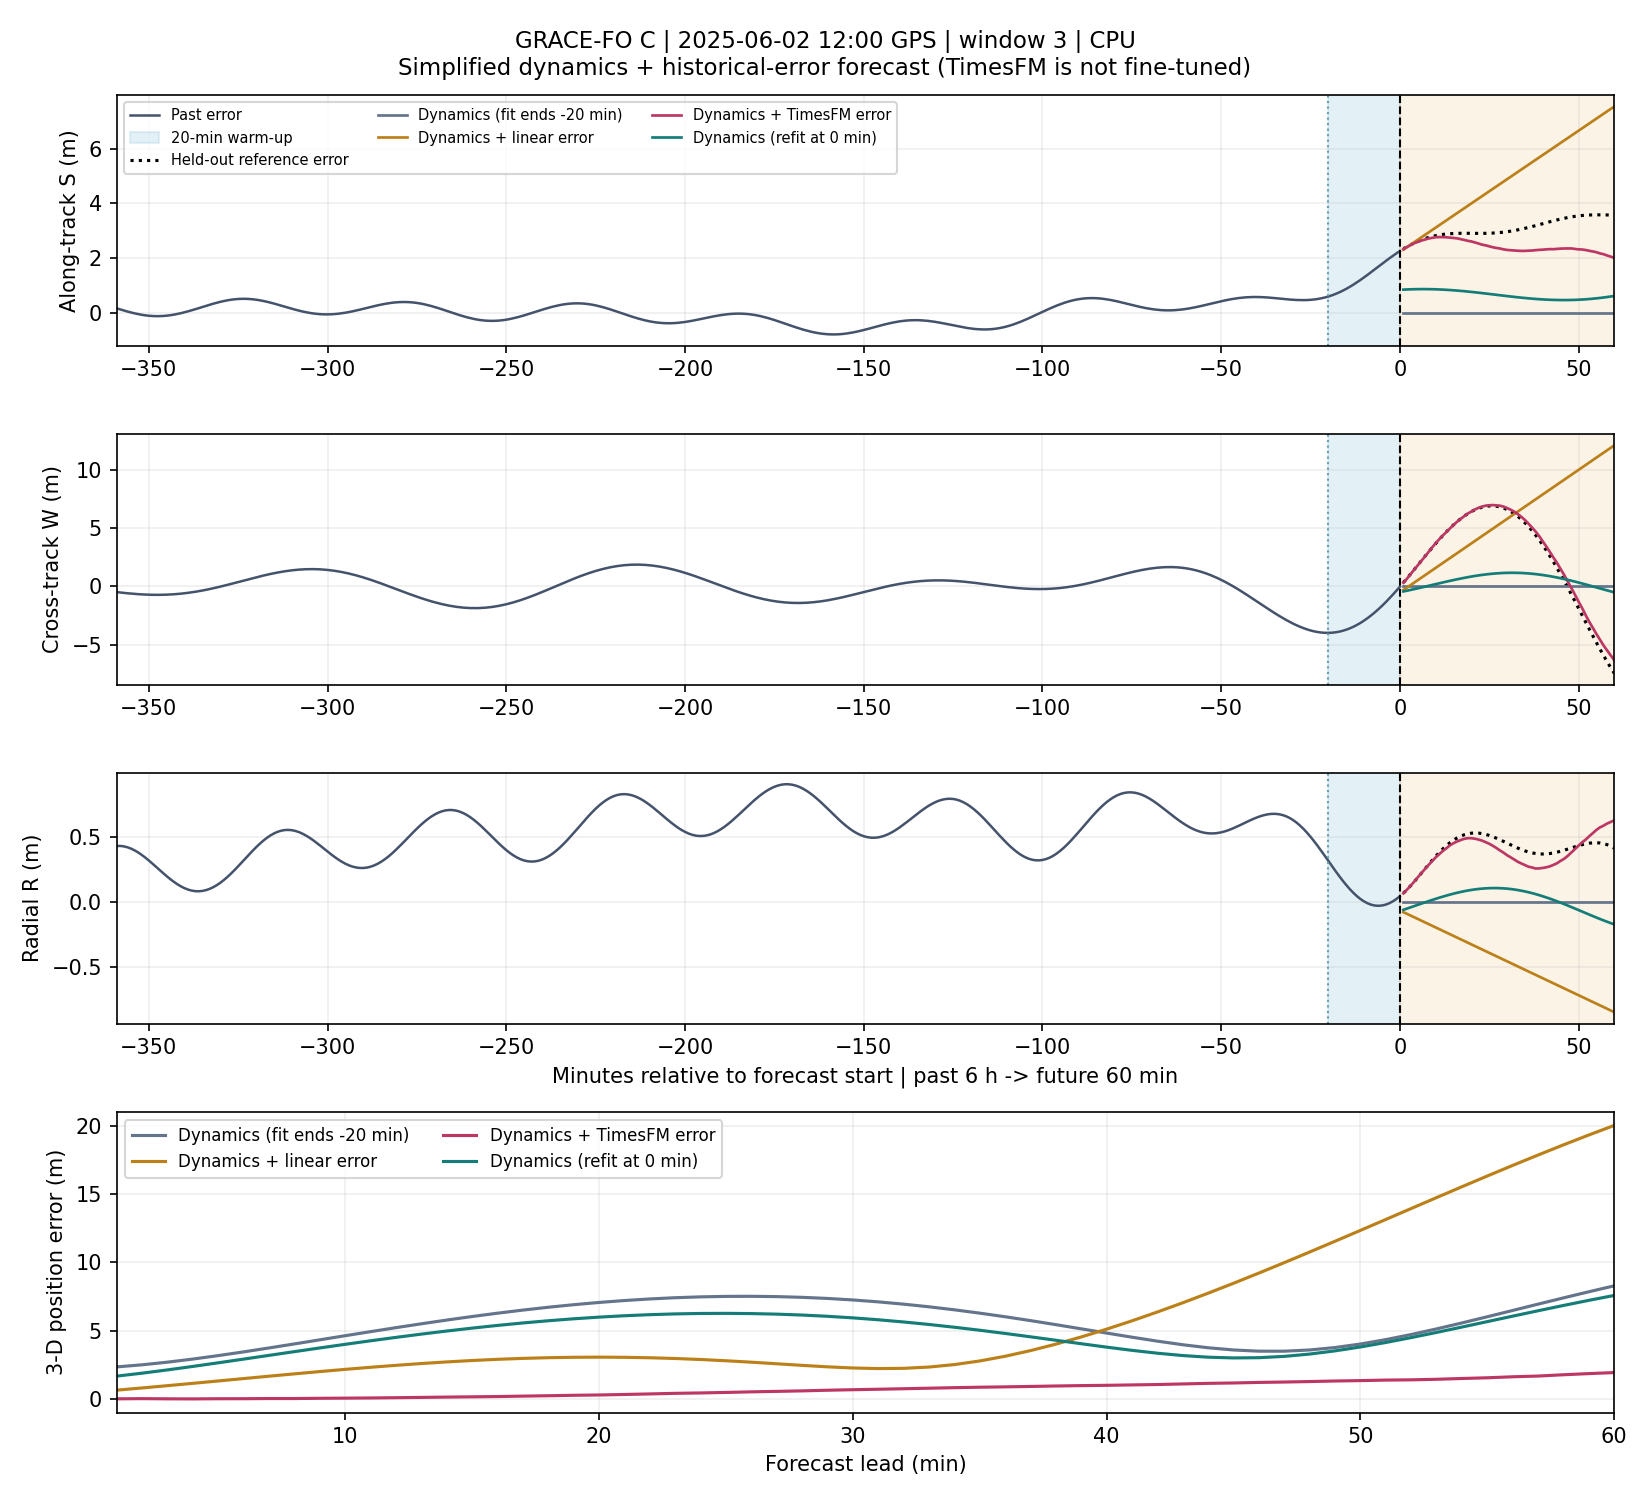 GRACE-FO C | 2025-06-02 12:00 GPS | window 3 | CPU
Simplified dynamics + historical-error forecast (TimesFM is not fine-tuned)
Past error
20-min warm-up
Held-out reference error
Dynamics (fit ends -20 min)
Dynamics + linear error
Dynamics + TimesFM error
Dynamics (refit at 0 min)
Along-track S (m)
6
4
2
0
−350 −300 −250 −200 −150 −100 −50 0 50
Cross-track W (m)
10
5
0
−5
−350 −300 −250 −200 −150 −100 −50 0 50
Radial R (m)
0.5
0.0
−0.5
−350 −300 −250 −200 −150 −100 −50 0 50
Minutes relative to forecast start | past 6 h -> future 60 min
Dynamics (fit ends -20 min)
Dynamics + linear error
Dynamics + TimesFM error
Dynamics (refit at 0 min)
3-D position error (m)
20
15
10
5
0
10 20 30 40 50 60
Forecast lead (min)